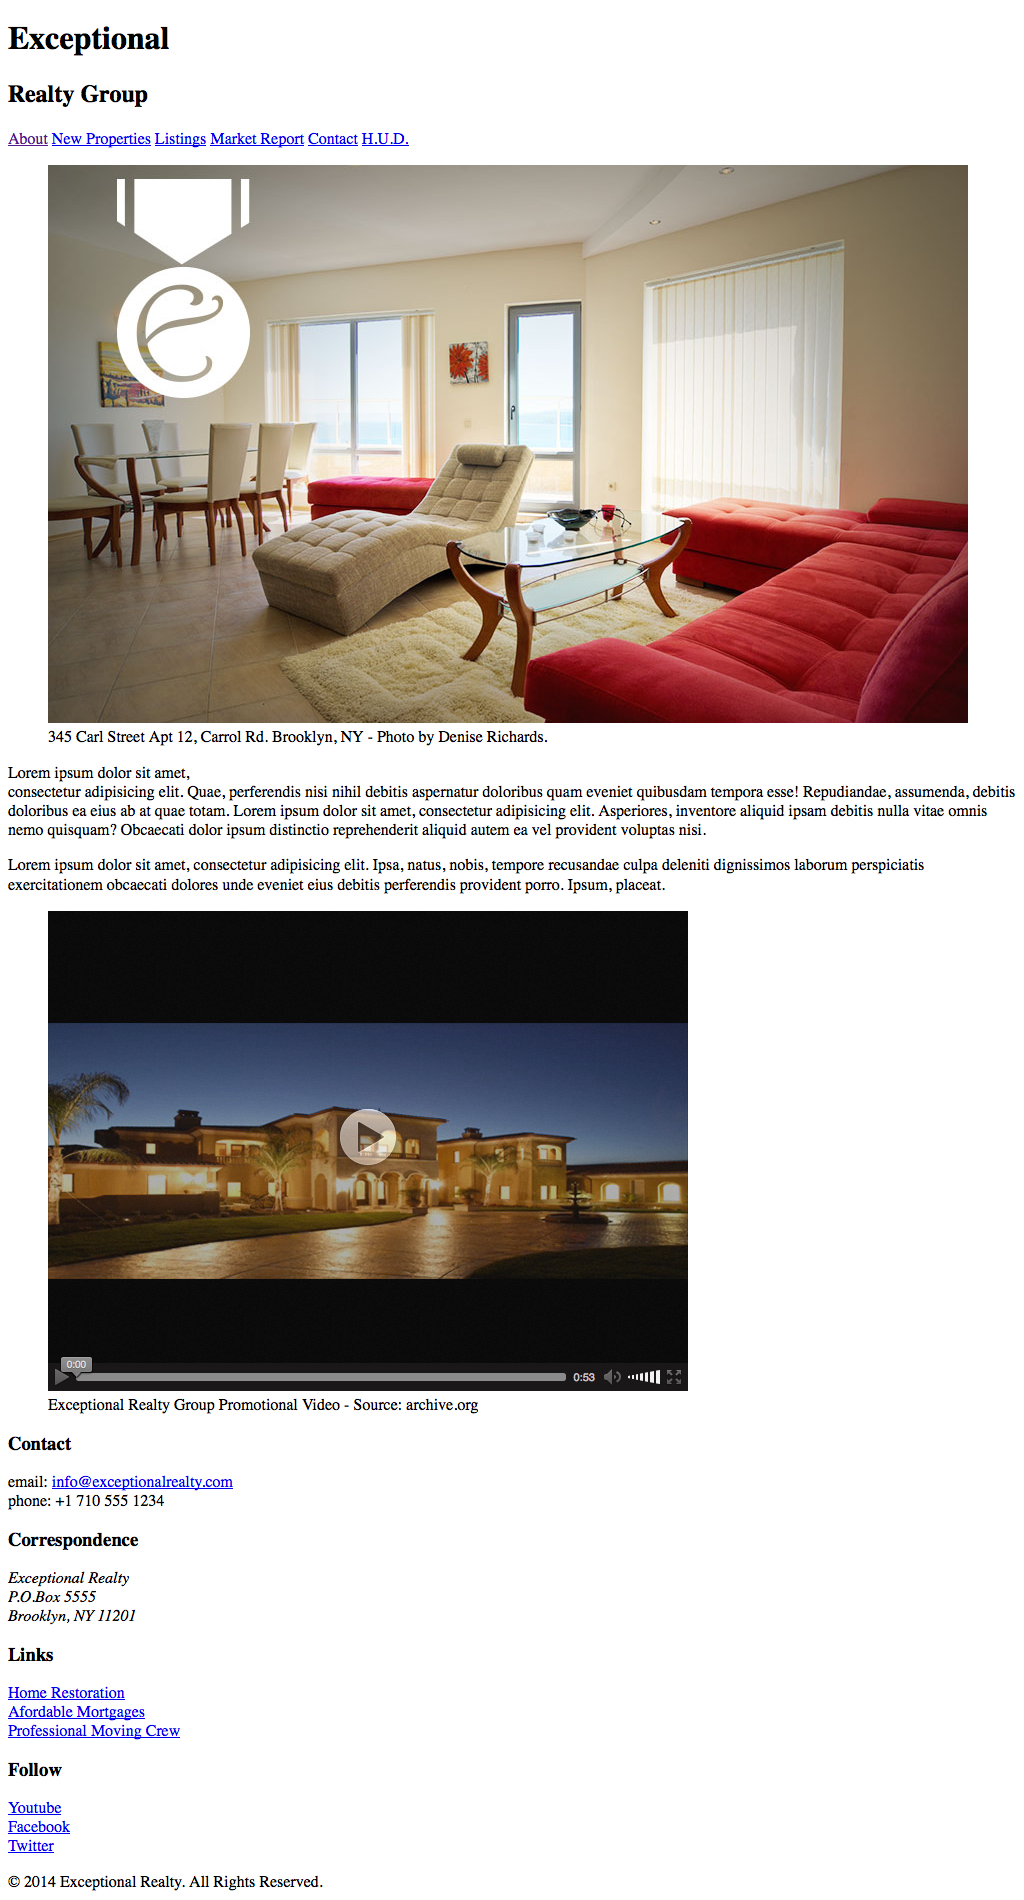 Exceptional
Realty Group
About New Properties Listings Market Report Contact H.U.D.
345 Carl Street Apt 12, Carrol Rd. Brooklyn, NY - Photo by Denise Richards.
Lorem ipsum dolor sit amet,
consectetur adipisicing elit. Quae, perferendis nisi nihil debitis aspernatur doloribus quam eveniet quibusdam tempora esse! Repudiandae, assumenda, debitis
doloribus ea eius ab at quae totam. Lorem ipsum dolor sit amet, consectetur adipisicing elit. Asperiores, inventore aliquid ipsam debitis nulla vitae omnis
nemo quisquam? Obcaecati dolor ipsum distinctio reprehenderit aliquid autem ea vel provident voluptas nisi.
Lorem ipsum dolor sit amet, consectetur adipisicing elit. Ipsa, natus, nobis, tempore recusandae culpa deleniti dignissimos laborum perspiciatis
exercitationem obcaecati dolores unde eveniet eius debitis perferendis provident porro. Ipsum, placeat.
0:00
0:53
Exceptional Realty Group Promotional Video - Source: archive.org
Contact
email: info@exceptionalrealty.com
phone: +1 710 555 1234
Correspondence
Exceptional Realty
P.O.Box 5555
Brooklyn, NY 11201
Links
Home Restoration
Afordable Mortgages
Professional Moving Crew
Follow
Youtube
Facebook
Twitter
© 2014 Exceptional Realty. All Rights Reserved.